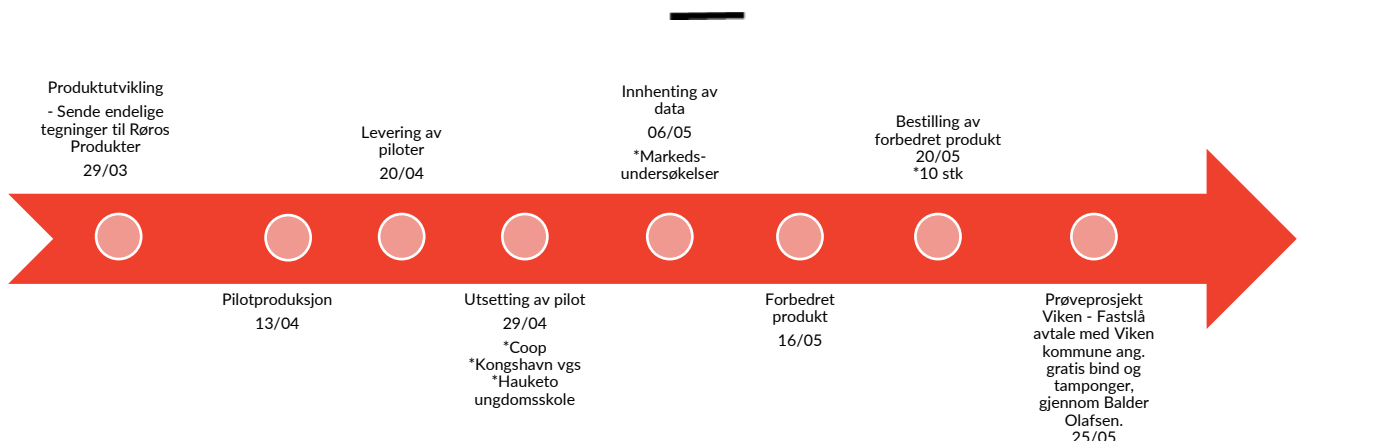 Produktutvikling
- Sende endelige
tegninger til Røros
Produkter
29/03
Pilotproduksjon
13/04
Levering av
piloter
20/04
Utsetting av pilot
29/04
*Coop
*Kongshavn vgs
*Hauketo
ungdomsskole
Innhenting av
data
06/05
*Markeds-
undersøkelser
Forbedret
produkt
16/05
Bestilling av
forbedret produkt
20/05
*10 stk
Prøveprosjekt
Viken - Fastslå
avtale med Viken
kommune ang.
gratis bind og
tamponger,
gjennom Balder
Olafsen.
25/05